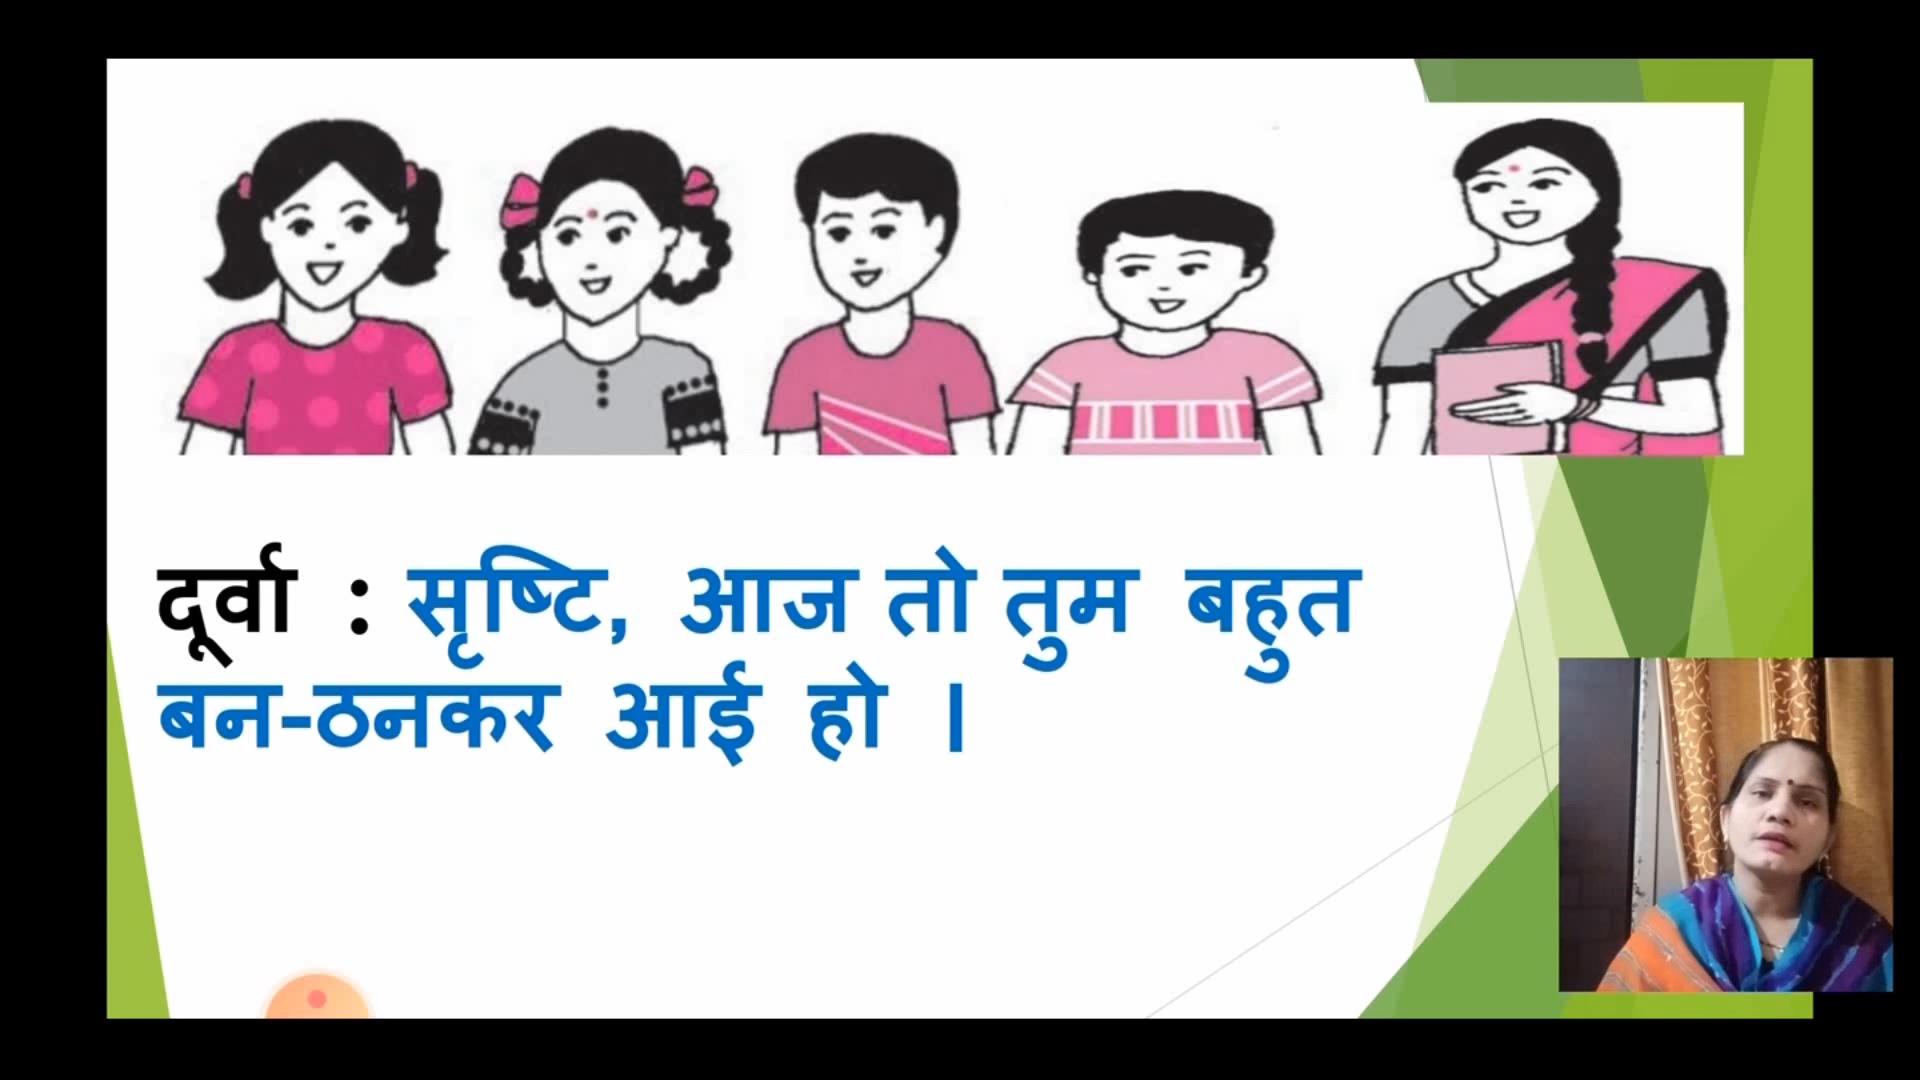 दूर्वा : सृष्टि, आज तो तुम बहुत
बन-ठनकर आई हो ।